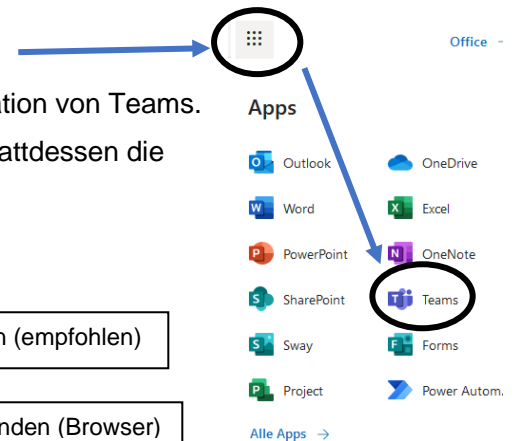 ation von Teams.
attdessen die
n (empfohlen)
nden (Browser)
Office
Apps
Outlook OneDrive
Word Excel
PowerPoint OneNote
SharePoint Teams
Sway Forms
Project Power Autom.
Alle Apps →